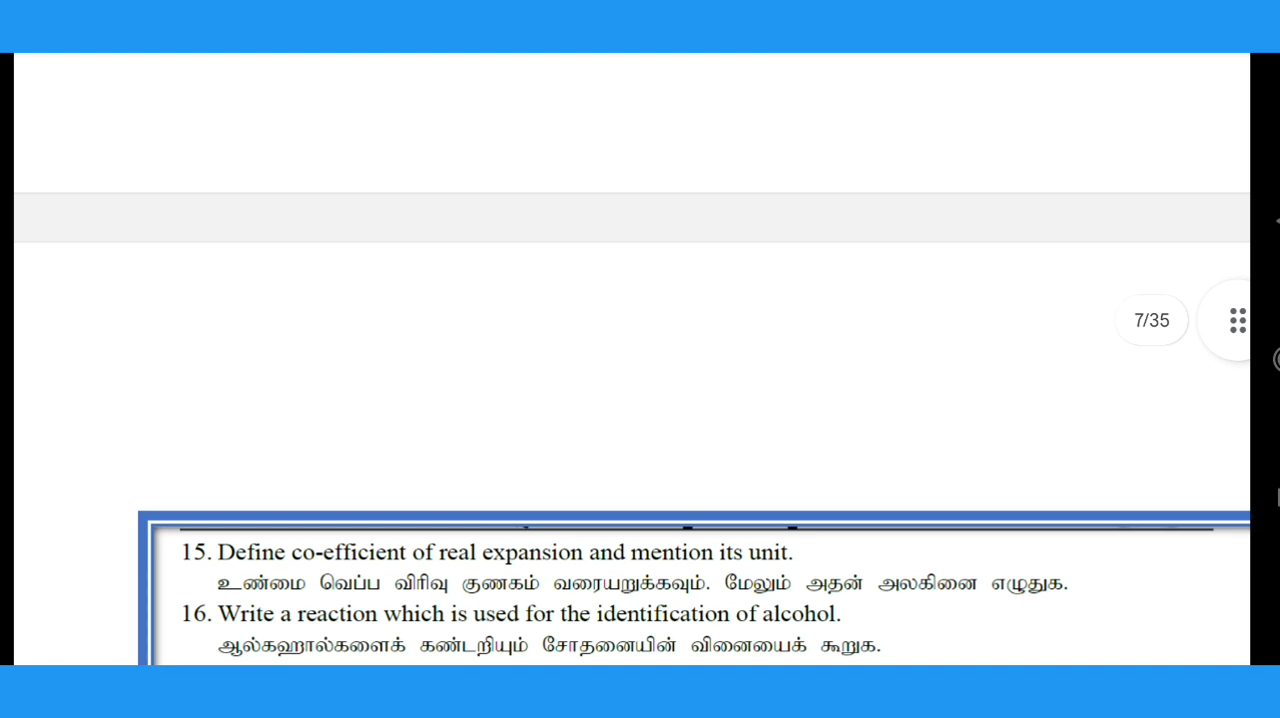 7/35
15. Define co-efficient of real expansion and mention its unit.
உண்மை வெப்ப விரிவு குணகம் வரையறுக்கவும். மேலும் அதன் அலகினை எழுதுக.
16. Write a reaction which is used for the identification of alcohol.
ஆல்கஹால்களைக் கண்டறியும் சோதனையின் வினையைக் கூறுக.